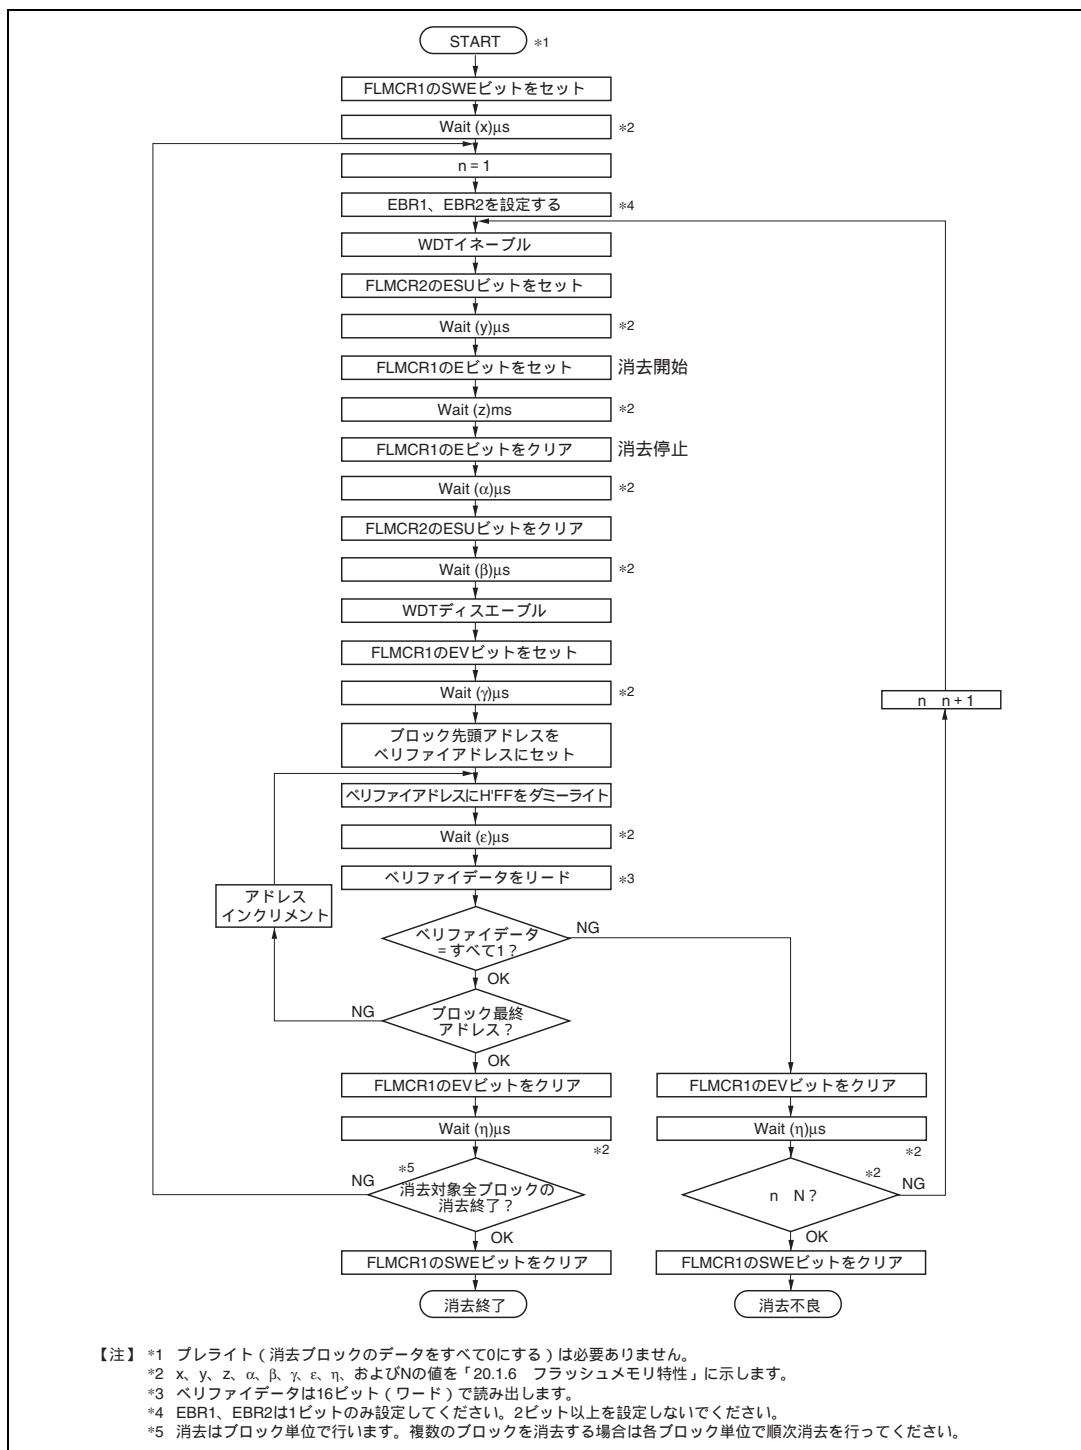 START *1
FLMCR1のSWEビットをセット
Wait (x)μs *2
n = 1
EBR1、EBR2を設定する *4
WDTイネーブル
FLMCR2のESUビットをセット
Wait (y)μs *2
FLMCR1のEビットをセット 消去開始
Wait (z)ms *2
FLMCR1のEビットをクリア 消去停止
Wait (α)μs *2
FLMCR2のESUビットをクリア
Wait (β)μs *2
WDTディスエーブル
FLMCR1のEVビットをセット
Wait (γ)μs *2
n n + 1
ブロック先頭アドレスを
ベリファイアドレスにセット
ベリファイアドレスにH'FFをダミーライト
Wait (ε)μs *2
ベリファイデータをリード *3
アドレス
インクリメント
ベリファイデータ
= すべて1？
NG
OK
NG
ブロック最終
アドレス？
OK
FLMCR1のEVビットをクリア
FLMCR1のEVビットをクリア
Wait (η)μs
*2
Wait (η)μs
*2
NG
*5
消去対象全ブロックの
消去終了？
*2
n N？
NG
OK
OK
FLMCR1のSWEビットをクリア
FLMCR1のSWEビットをクリア
消去終了
消去不良
【注】 *1 プレライト（消去ブロックのデータをすべて0にする）は必要ありません。
*2 x、y、z、α、β、γ、ε、η、およびNの値を「20.1.6 フラッシュメモリ特性」に示します。
*3 ベリファイデータは16ビット（ワード）で読み出します。
*4 EBR1、EBR2は1ビットのみ設定してください。2ビット以上を設定しないでください。
*5 消去はブロック単位で行います。複数のブロックを消去する場合は各ブロック単位で順次消去を行ってください。